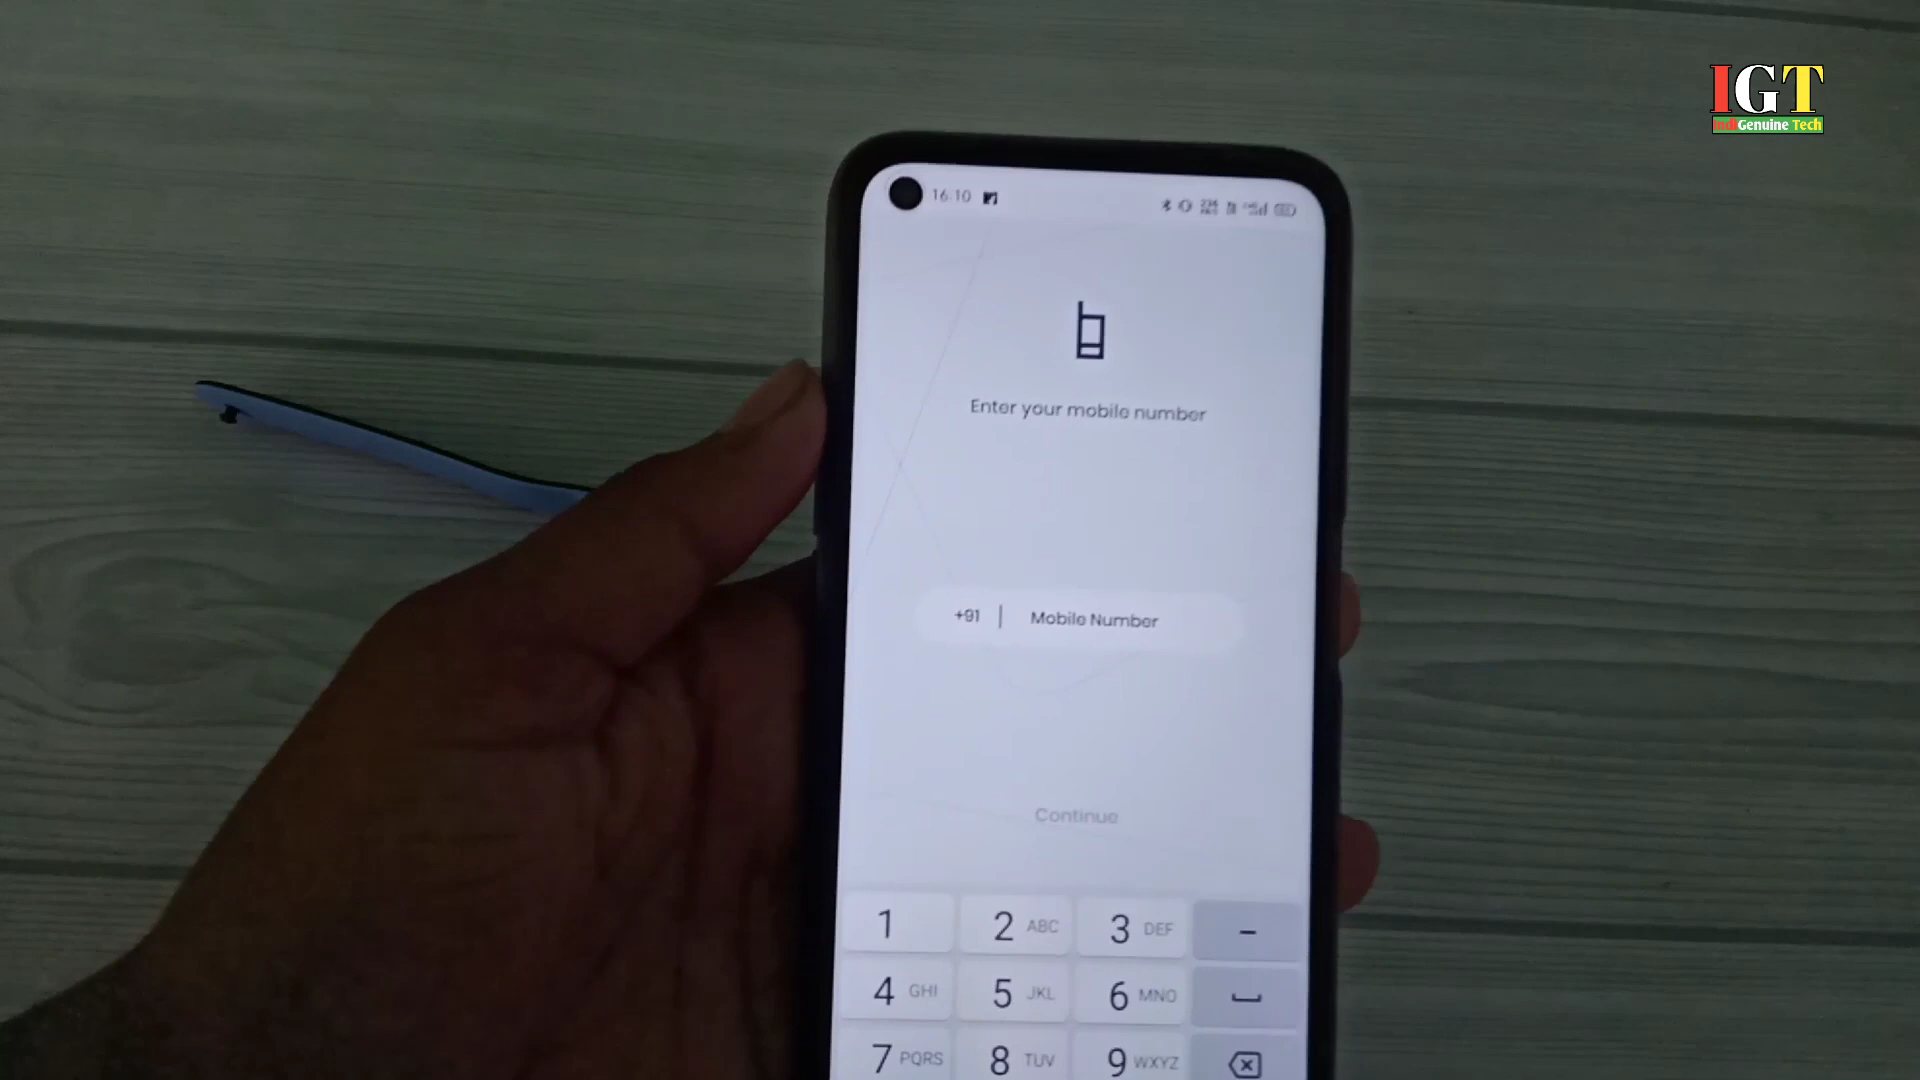 IGT
IndiGenuine Tech
16:10
Enter your mobile number
+91 | Mobile Number
Continue
1
2 ABC
3 DEF
-
4 GHI
5 JKL
6 MNO
7 PQRS
8 TUV
9 WXYZ